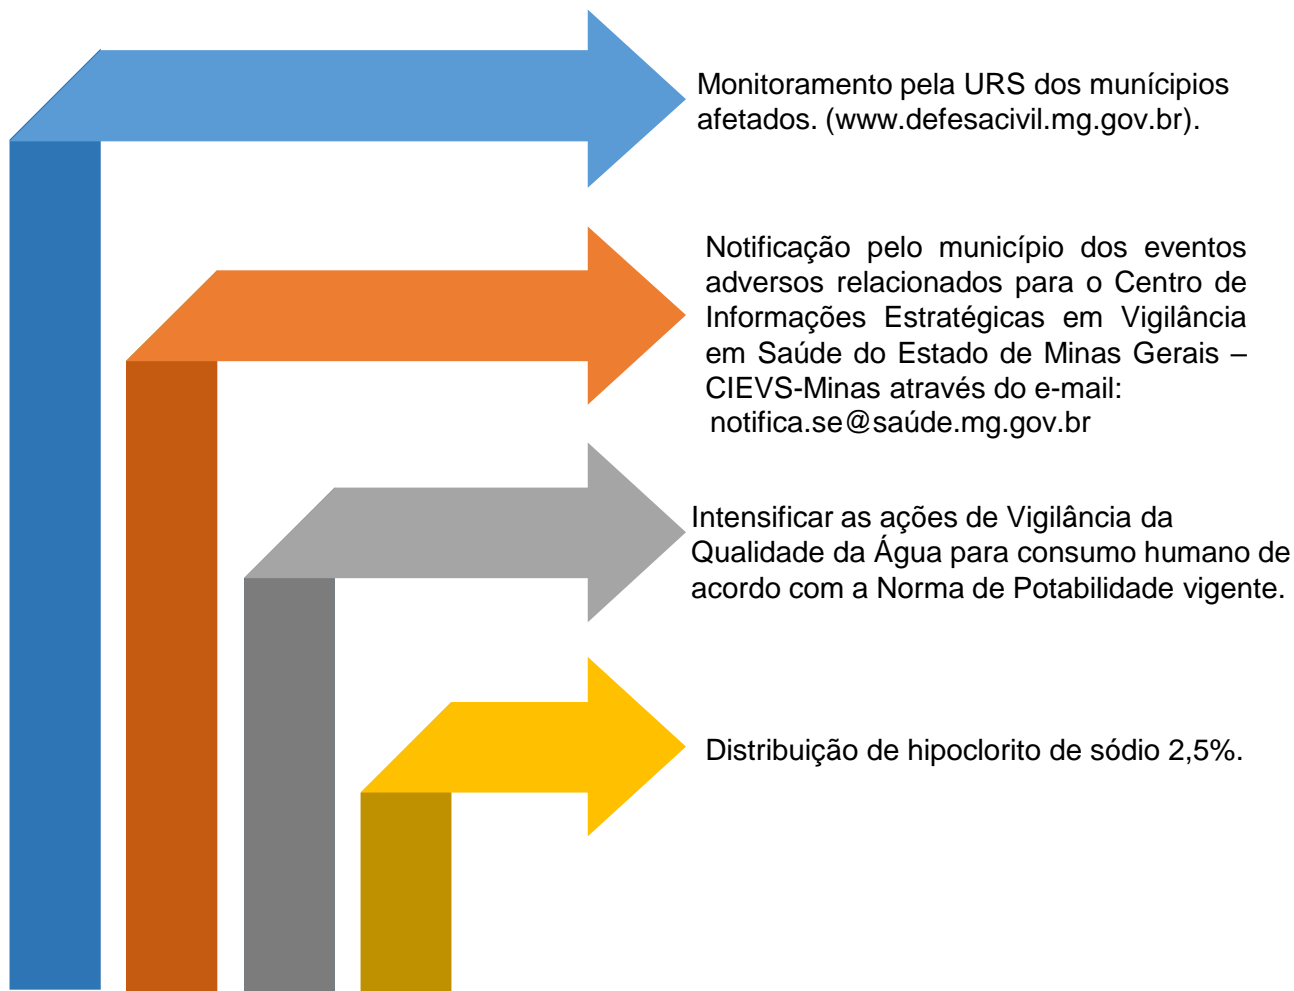 Monitoramento pela URS dos munícipios
afetados. (www.defesacivil.mg.gov.br).
Notificação pelo município dos eventos
adversos relacionados para o Centro de
Informações Estratégicas em Vigilância
em Saúde do Estado de Minas Gerais –
CIEVS-Minas através do e-mail:
notifica.se@saúde.mg.gov.br
Intensificar as ações de Vigilância da
Qualidade da Água para consumo humano de
acordo com a Norma de Potabilidade vigente.
Distribuição de hipoclorito de sódio 2,5%.